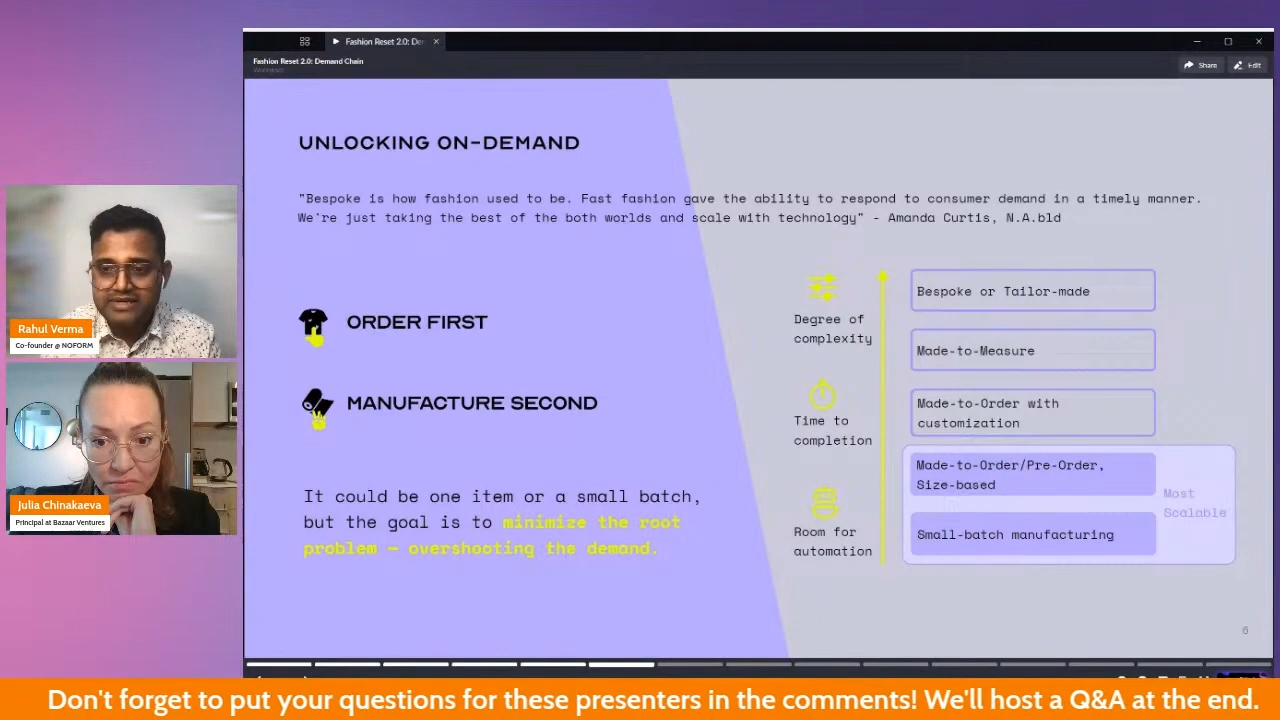 Fashion Reset 2.0: De
Fashion Reset 2.0: Demand Chain
Share
Edit
UNLOCKING ON-DEMAND
"Bespoke is how fashion used to be. Fast fashion gave the ability to respond to consumer demand in a timely manner.
We're just taking the best of the both worlds and scale with technology" - Amanda Curtis, N.A.bld
ORDER FIRST
MANUFACTURE SECOND
It could be one item or a small batch,
but the goal is to minimize the root
problem — overshooting the demand.
Degree of
complexity
Time to
completion
Room for
automation
Bespoke or Tailor-made
Made-to-Measure
Made-to-Order with
customization
Made-to-Order/Pre-Order,
Size-based
Small-batch manufacturing
Most
Scalable
6
Rahul Verma
Co-founder @ NOFORM
Julia Chinakaeva
Principal at Bazaar Ventures
Don't forget to put your questions for these presenters in the comments! We'll host a Q&A at the end.